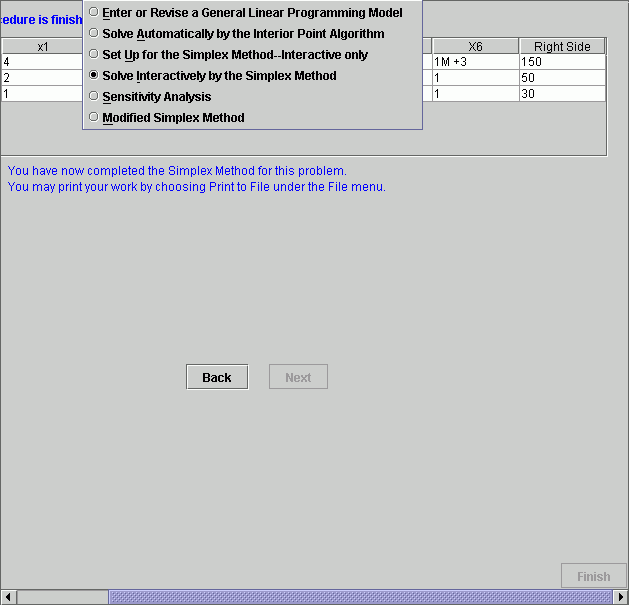 Enter or Revise a General Linear Programming Model
cedure is finish
Solve Automatically by the Interior Point Algorithm
x1
Set Up for the Simplex Method--Interactive only
X6
Right Side
4
1M +3
150
2
Solve Interactively by the Simplex Method
1
50
1
Sensitivity Analysis
1
30
Modified Simplex Method
You have now completed the Simplex Method for this problem.
You may print your work by choosing Print to File under the File menu.
Back
Next
Finish